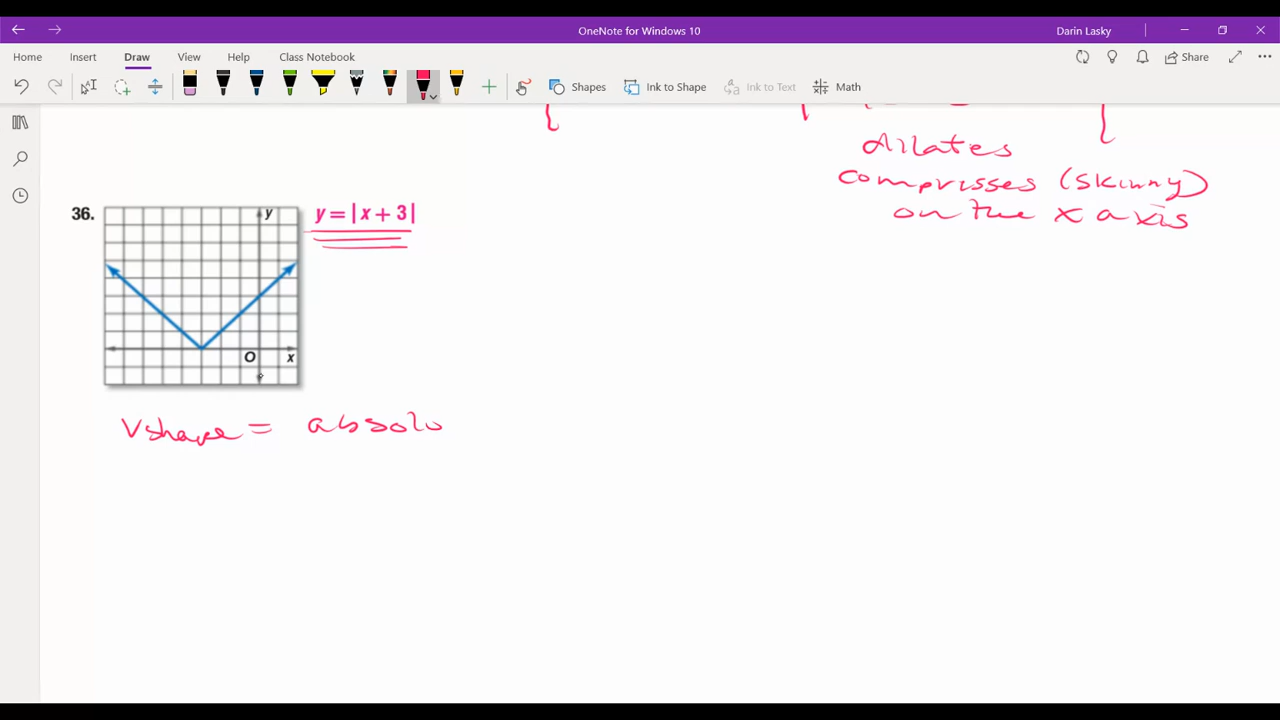 OneNote for Windows 10
Darin Lasky
Home Insert Draw View Help Class Notebook
Share
Shapes Ink to Shape Ink to Text Math
dilates
compresses (skinny)
on the x axis
36.
y = |x + 3|
y
O
x
V shape = absolu